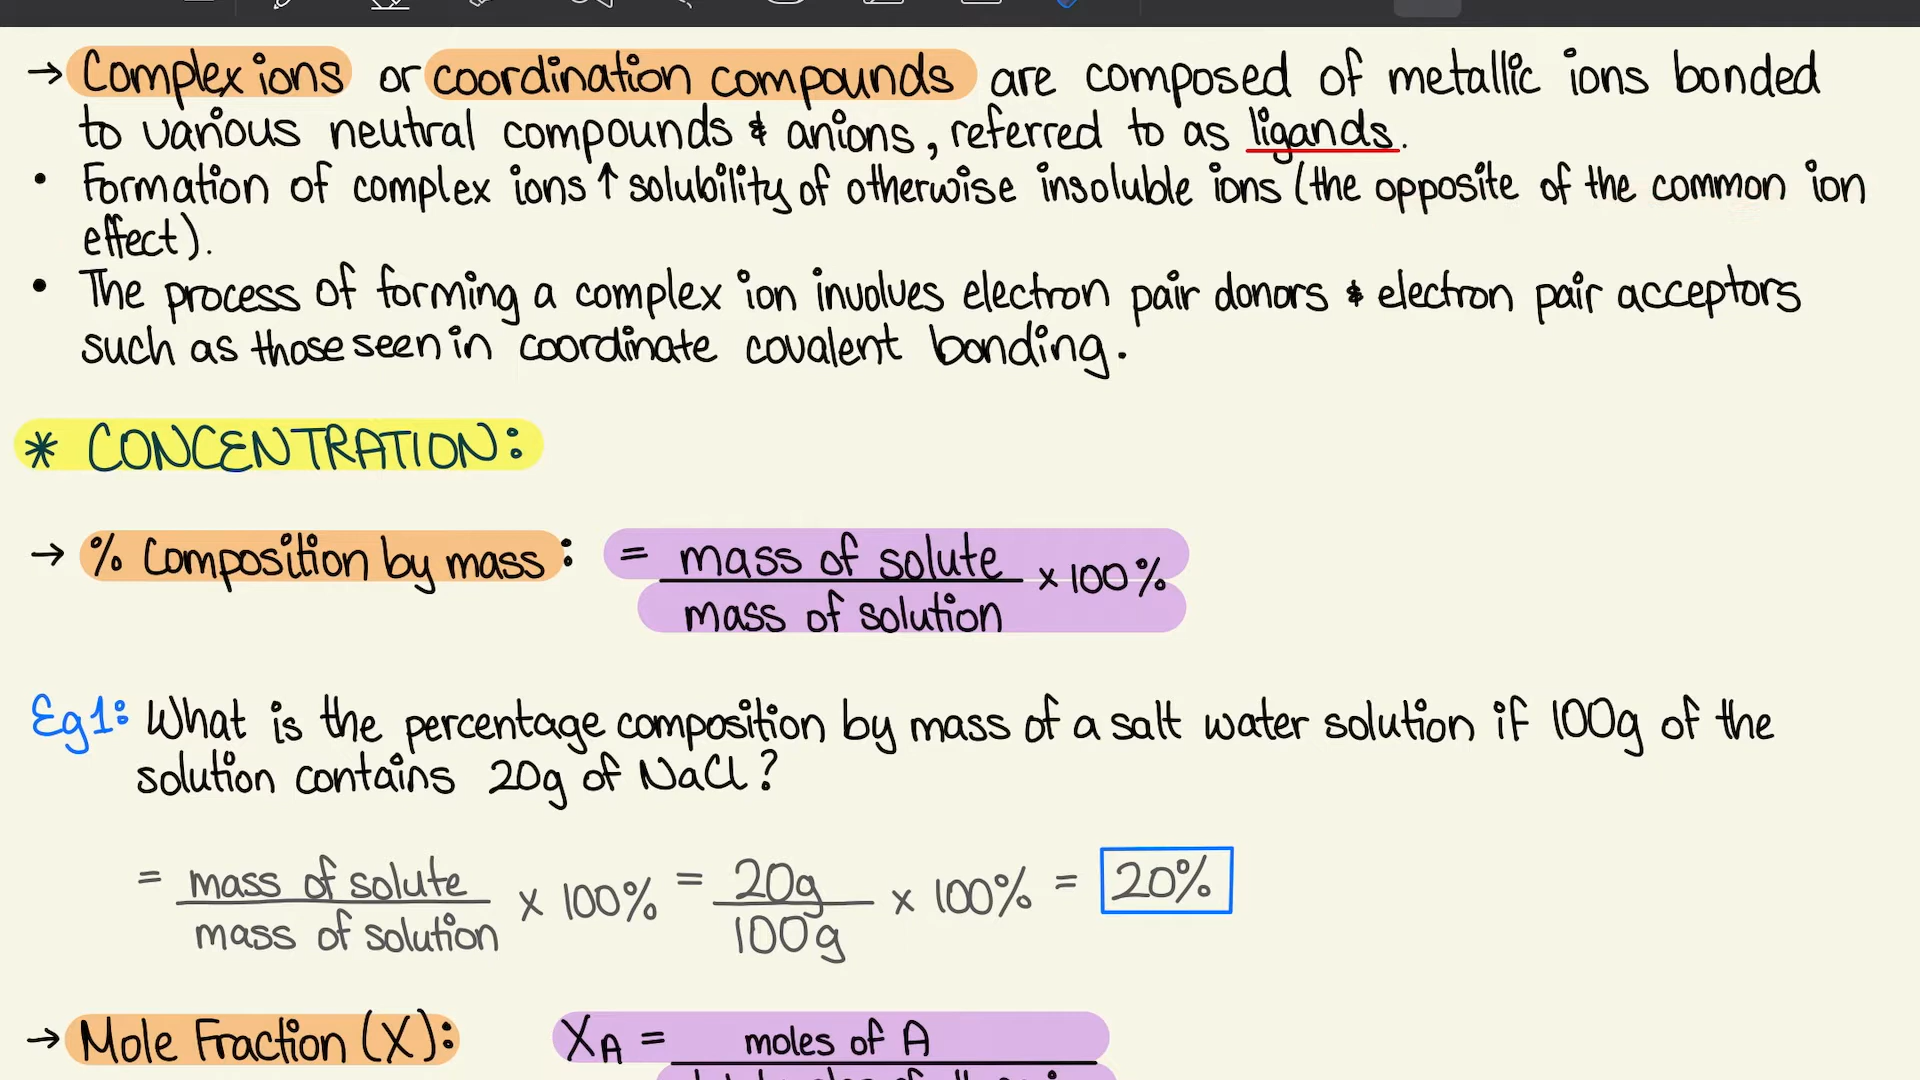 → Complex ions or coordination compounds are composed of metallic ions bonded
to various neutral compounds & anions, referred to as ligands.
• Formation of complex ions ↑ solubility of otherwise insoluble ions (the opposite of the common ion
effect).
• The process of forming a complex ion involves electron pair donors & electron pair acceptors
such as those seen in coordinate covalent bonding.
* CONCENTRATION:
→ % Composition by mass: = mass of solute
mass of solution
× 100%
Eg1: What is the percentage composition by mass of a salt water solution if 100g of the
solution contains 20g of NaCl?
= mass of solute
mass of solution
× 100% = 20g
100g
× 100% = 20%
→ Mole Fraction (X): X_A = moles of A